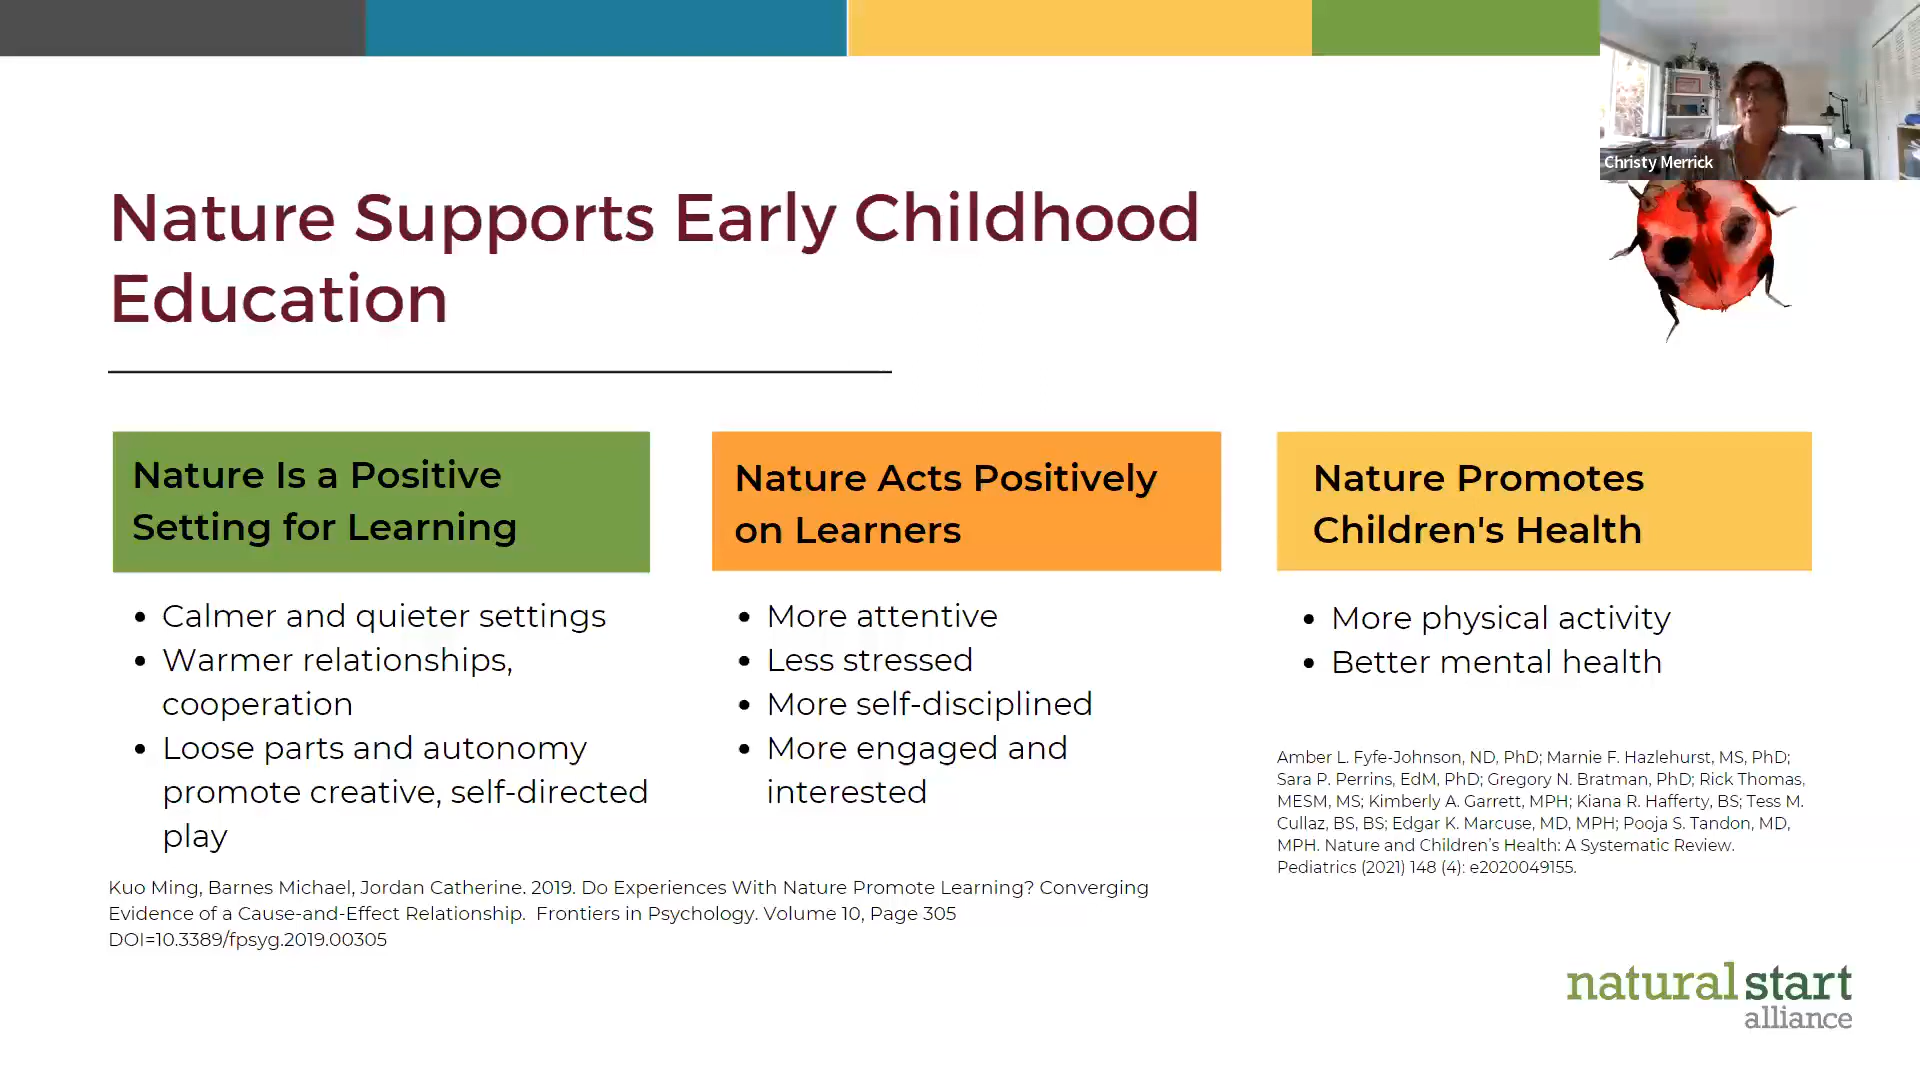 Christy Merrick
Nature Supports Early Childhood
Education
Nature Is a Positive
Setting for Learning
• Calmer and quieter settings
• Warmer relationships,
cooperation
• Loose parts and autonomy
promote creative, self-directed
play
Kuo Ming, Barnes Michael, Jordan Catherine. 2019. Do Experiences With Nature Promote Learning? Converging
Evidence of a Cause-and-Effect Relationship.  Frontiers in Psychology. Volume 10, Page 305
DOI=10.3389/fpsyg.2019.00305
Nature Acts Positively
on Learners
• More attentive
• Less stressed
• More self-disciplined
• More engaged and
interested
Nature Promotes
Children's Health
• More physical activity
• Better mental health
Amber L. Fyfe-Johnson, ND, PhD; Marnie F. Hazlehurst, MS, PhD;
Sara P. Perrins, EdM, PhD; Gregory N. Bratman, PhD; Rick Thomas,
MESM, MS; Kimberly A. Garrett, MPH; Kiana R. Hafferty, BS; Tess M.
Cullaz, BS, BS; Edgar K. Marcuse, MD, MPH; Pooja S. Tandon, MD,
MPH. Nature and Children’s Health: A Systematic Review.
Pediatrics (2021) 148 (4): e2020049155.
natural start
alliance